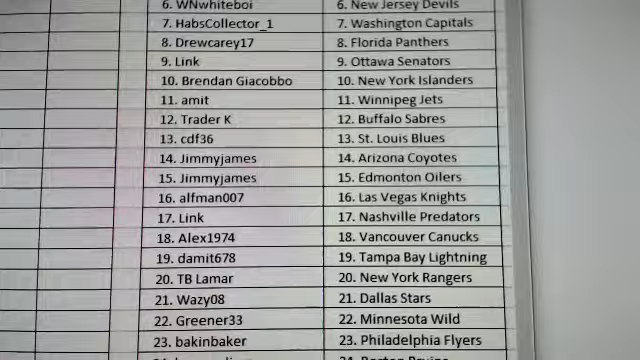 6. WNwhiteboi 6. New Jersey Devils
7. HabsCollector_1 7. Washington Capitals
8. Drewcarey17 8. Florida Panthers
9. Link 9. Ottawa Senators
10. Brendan Giacobbo 10. New York Islanders
11. amit 11. Winnipeg Jets
12. Trader K 12. Buffalo Sabres
13. cdf36 13. St. Louis Blues
14. Jimmyjames 14. Arizona Coyotes
15. Jimmyjames 15. Edmonton Oilers
16. alfman007 16. Las Vegas Knights
17. Link 17. Nashville Predators
18. Alex1974 18. Vancouver Canucks
19. damit678 19. Tampa Bay Lightning
20. TB Lamar 20. New York Rangers
21. Wazy08 21. Dallas Stars
22. Greener33 22. Minnesota Wild
23. bakinbaker 23. Philadelphia Flyers
24. Boston Bruins